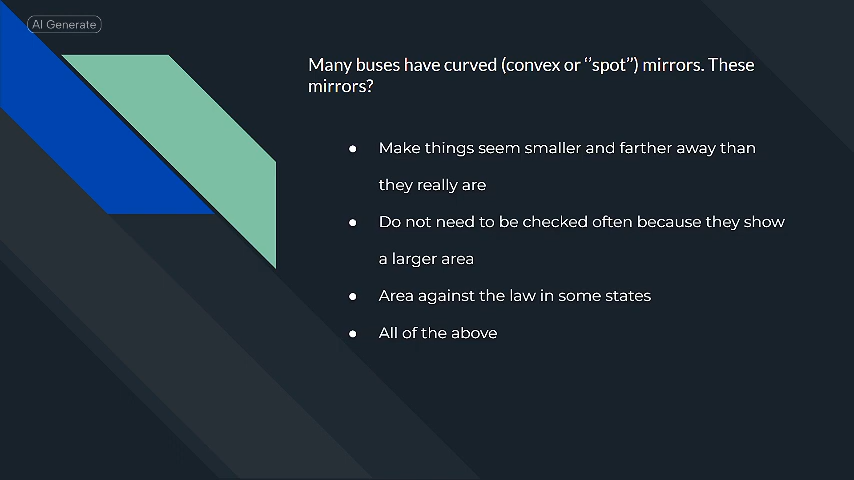 AI Generate
Many buses have curved (convex or ‘’spot’’) mirrors. These
mirrors?
● Make things seem smaller and farther away than
they really are
● Do not need to be checked often because they show
a larger area
● Area against the law in some states
● All of the above